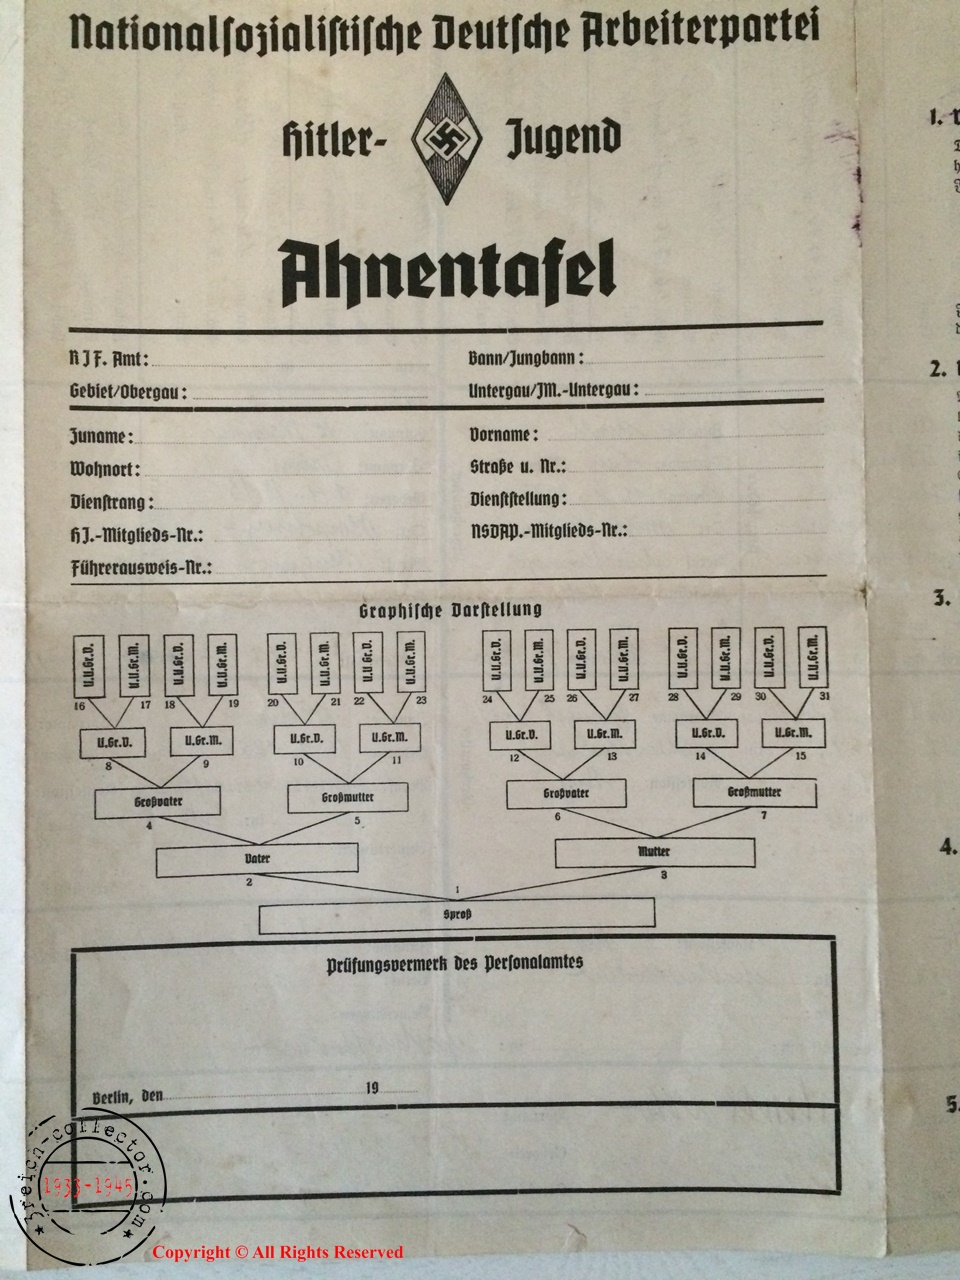 Nationalsozialistische Deutsche Arbeiterpartei
Hitler- Jugend
Ahnentafel
RJF. Amt: Bann/Jungbann:
Gebiet/Obergau: Untergau/JM.-Untergau:
Zuname: Vorname:
Wohnort: Straße u. Nr.:
Dienstrang: Dienststellung:
HJ.-Mitglieds-Nr.: NSDAP.-Mitglieds-Nr.:
Führerausweis-Nr.:
Graphische Darstellung
U.U.Gr.V. U.U.Gr.M. U.U.Gr.V. U.U.Gr.M. U.U.Gr.V. U.U.Gr.M. U.U.Gr.V. U.U.Gr.M. U.U.Gr.V. U.U.Gr.M. U.U.Gr.V. U.U.Gr.M. U.U.Gr.V. U.U.Gr.M. U.U.Gr.V. U.U.Gr.M.
16 17 18 19 20 21 22 23 24 25 26 27 28 29 30 31
U.Gr.V. U.Gr.M. U.Gr.V. U.Gr.M. U.Gr.V. U.Gr.M. U.Gr.V. U.Gr.M.
8 9 10 11 12 13 14 15
Großvater Großmutter Großvater Großmutter
4 5 6 7
Vater Mutter
2 3
1
Sproß
Prüfungsvermerk des Personalamtes
Berlin, den 19
1.
2.
3.
4.
5.
3reich-collector.com
1933-1945
Copyright © All Rights Reserved